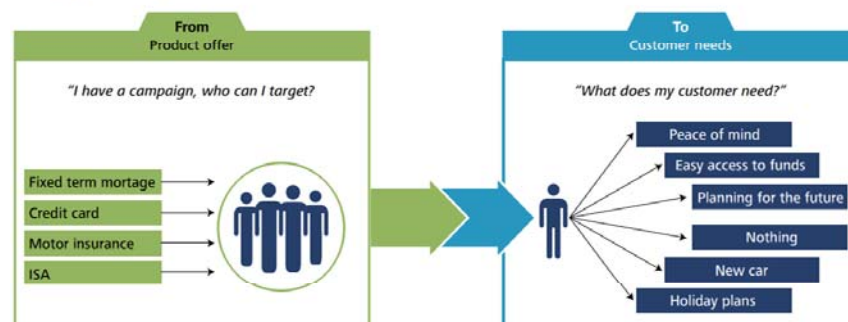 From
Product offer
"I have a campaign, who can I target?
Fixed term mortage
Credit card
Motor insurance
ISA
To
Customer needs
"What does my customer need?"
Peace of mind
Easy access to funds
Planning for the future
Nothing
New car
Holiday plans